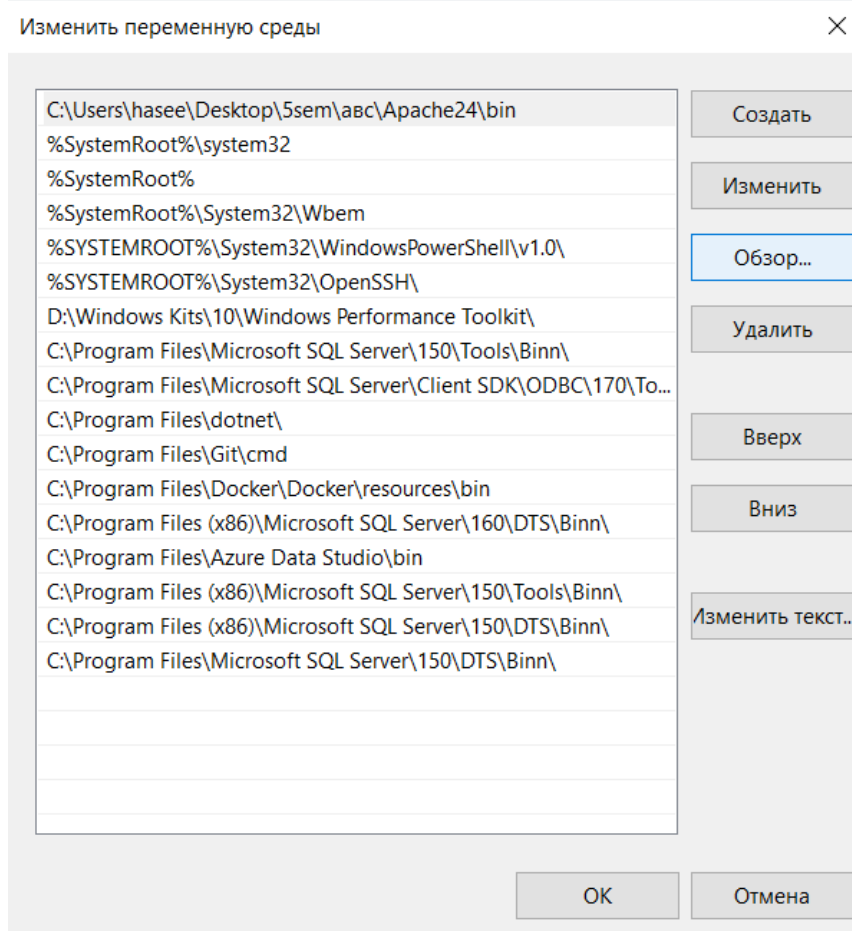 Изменить переменную среды
C:\Users\hasee\Desktop\5sem\авс\Apache24\bin
%SystemRoot%\system32
%SystemRoot%
%SystemRoot%\System32\Wbem
%SYSTEMROOT%\System32\WindowsPowerShell\v1.0\
%SYSTEMROOT%\System32\OpenSSH\
D:\Windows Kits\10\Windows Performance Toolkit\
C:\Program Files\Microsoft SQL Server\150\Tools\Binn\
C:\Program Files\Microsoft SQL Server\Client SDK\ODBC\170\To...
C:\Program Files\dotnet\
C:\Program Files\Git\cmd
C:\Program Files\Docker\Docker\resources\bin
C:\Program Files (x86)\Microsoft SQL Server\160\DTS\Binn\
C:\Program Files\Azure Data Studio\bin
C:\Program Files (x86)\Microsoft SQL Server\150\Tools\Binn\
C:\Program Files (x86)\Microsoft SQL Server\150\DTS\Binn\
C:\Program Files\Microsoft SQL Server\150\DTS\Binn\
Создать
Изменить
Обзор...
Удалить
Вверх
Вниз
Изменить текст..
ОК
Отмена